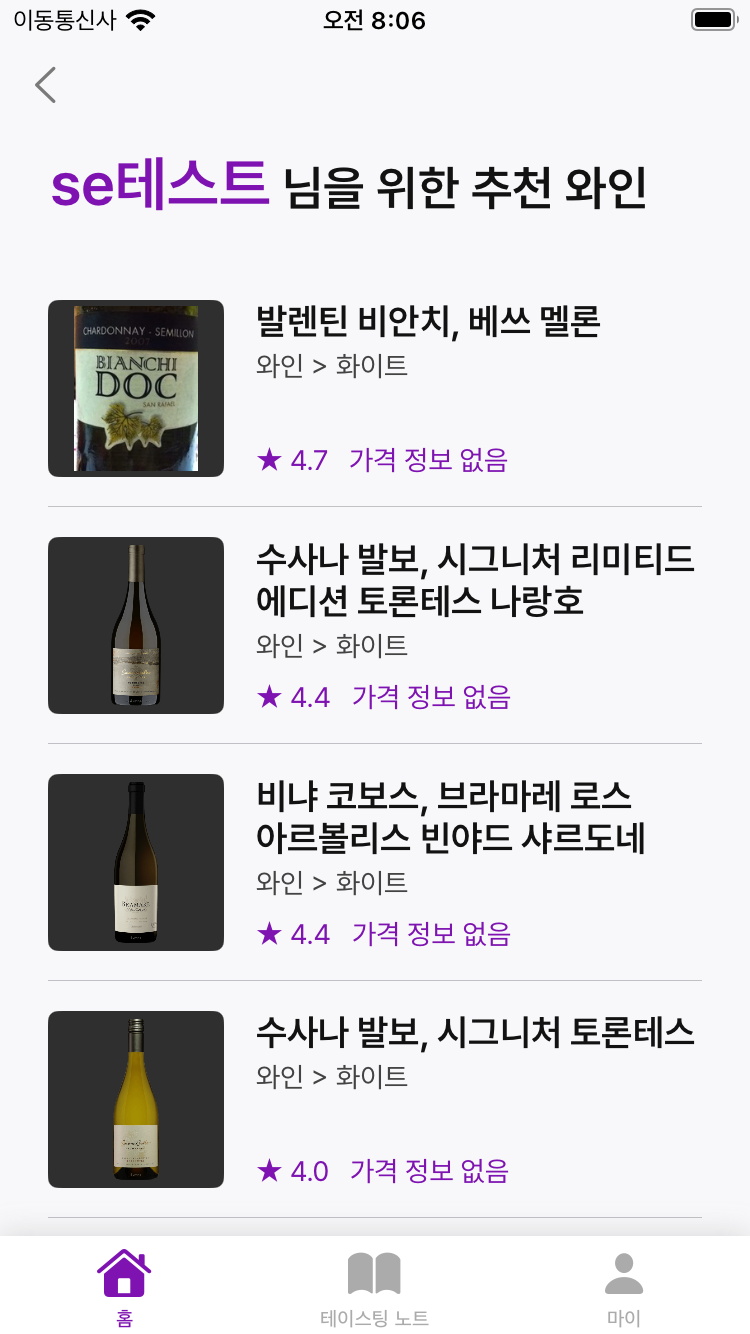 이동통신사 오전 8:06
se테스트 님을 위한 추천 와인
CHARDONNAY - SEMILLON
2007
BIANCHI
DOC
SAN RAFAEL
발렌틴 비안치, 베쓰 멜론
와인 > 화이트
★ 4.7 가격 정보 없음
수사나 발보, 시그니처 리미티드
에디션 토론테스 나랑호
와인 > 화이트
★ 4.4 가격 정보 없음
BRAMARE
비냐 코보스, 브라마레 로스
아르볼리스 빈야드 샤르도네
와인 > 화이트
★ 4.4 가격 정보 없음
수사나 발보, 시그니처 토론테스
와인 > 화이트
★ 4.0 가격 정보 없음
홈 테이스팅 노트 마이